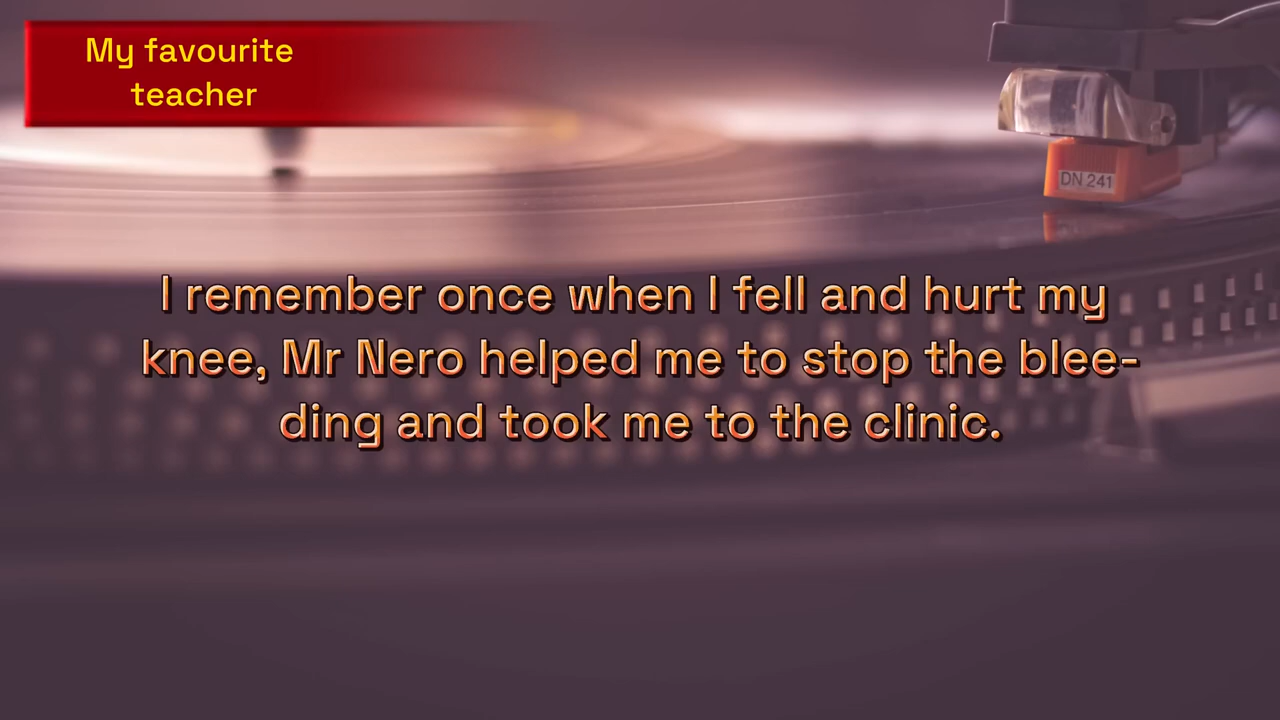 My favourite
teacher
DN 241
I remember once when I fell and hurt my
knee, Mr Nero helped me to stop the blee-
ding and took me to the clinic.